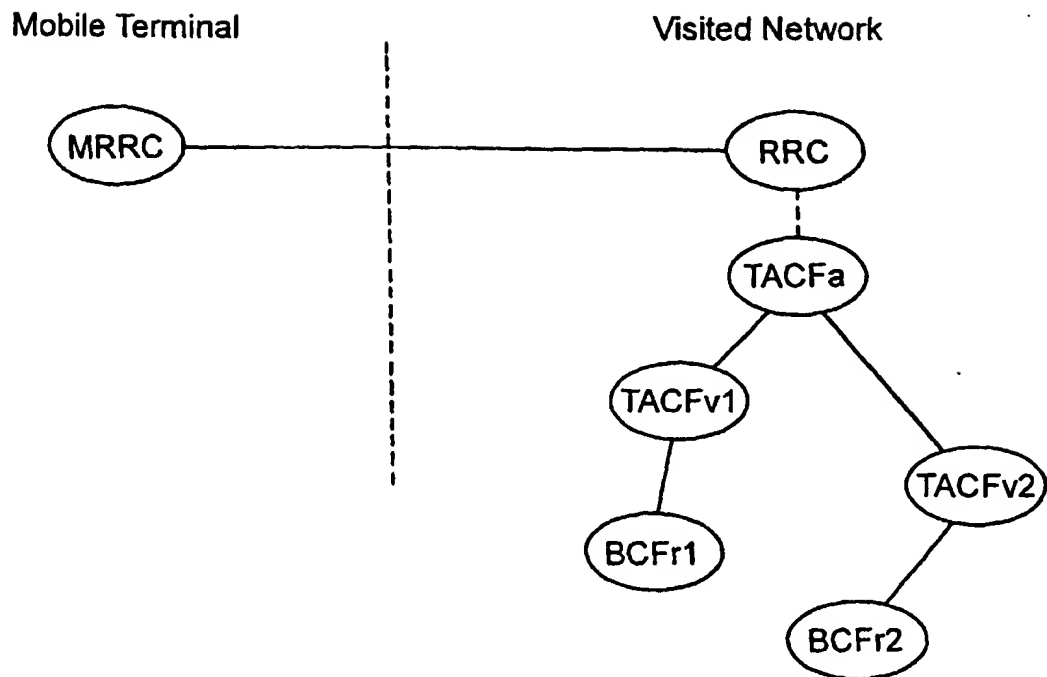 Mobile Terminal
Visited Network
MRRC
RRC
TACFa
TACFv1
TACFv2
BCFr1
BCFr2